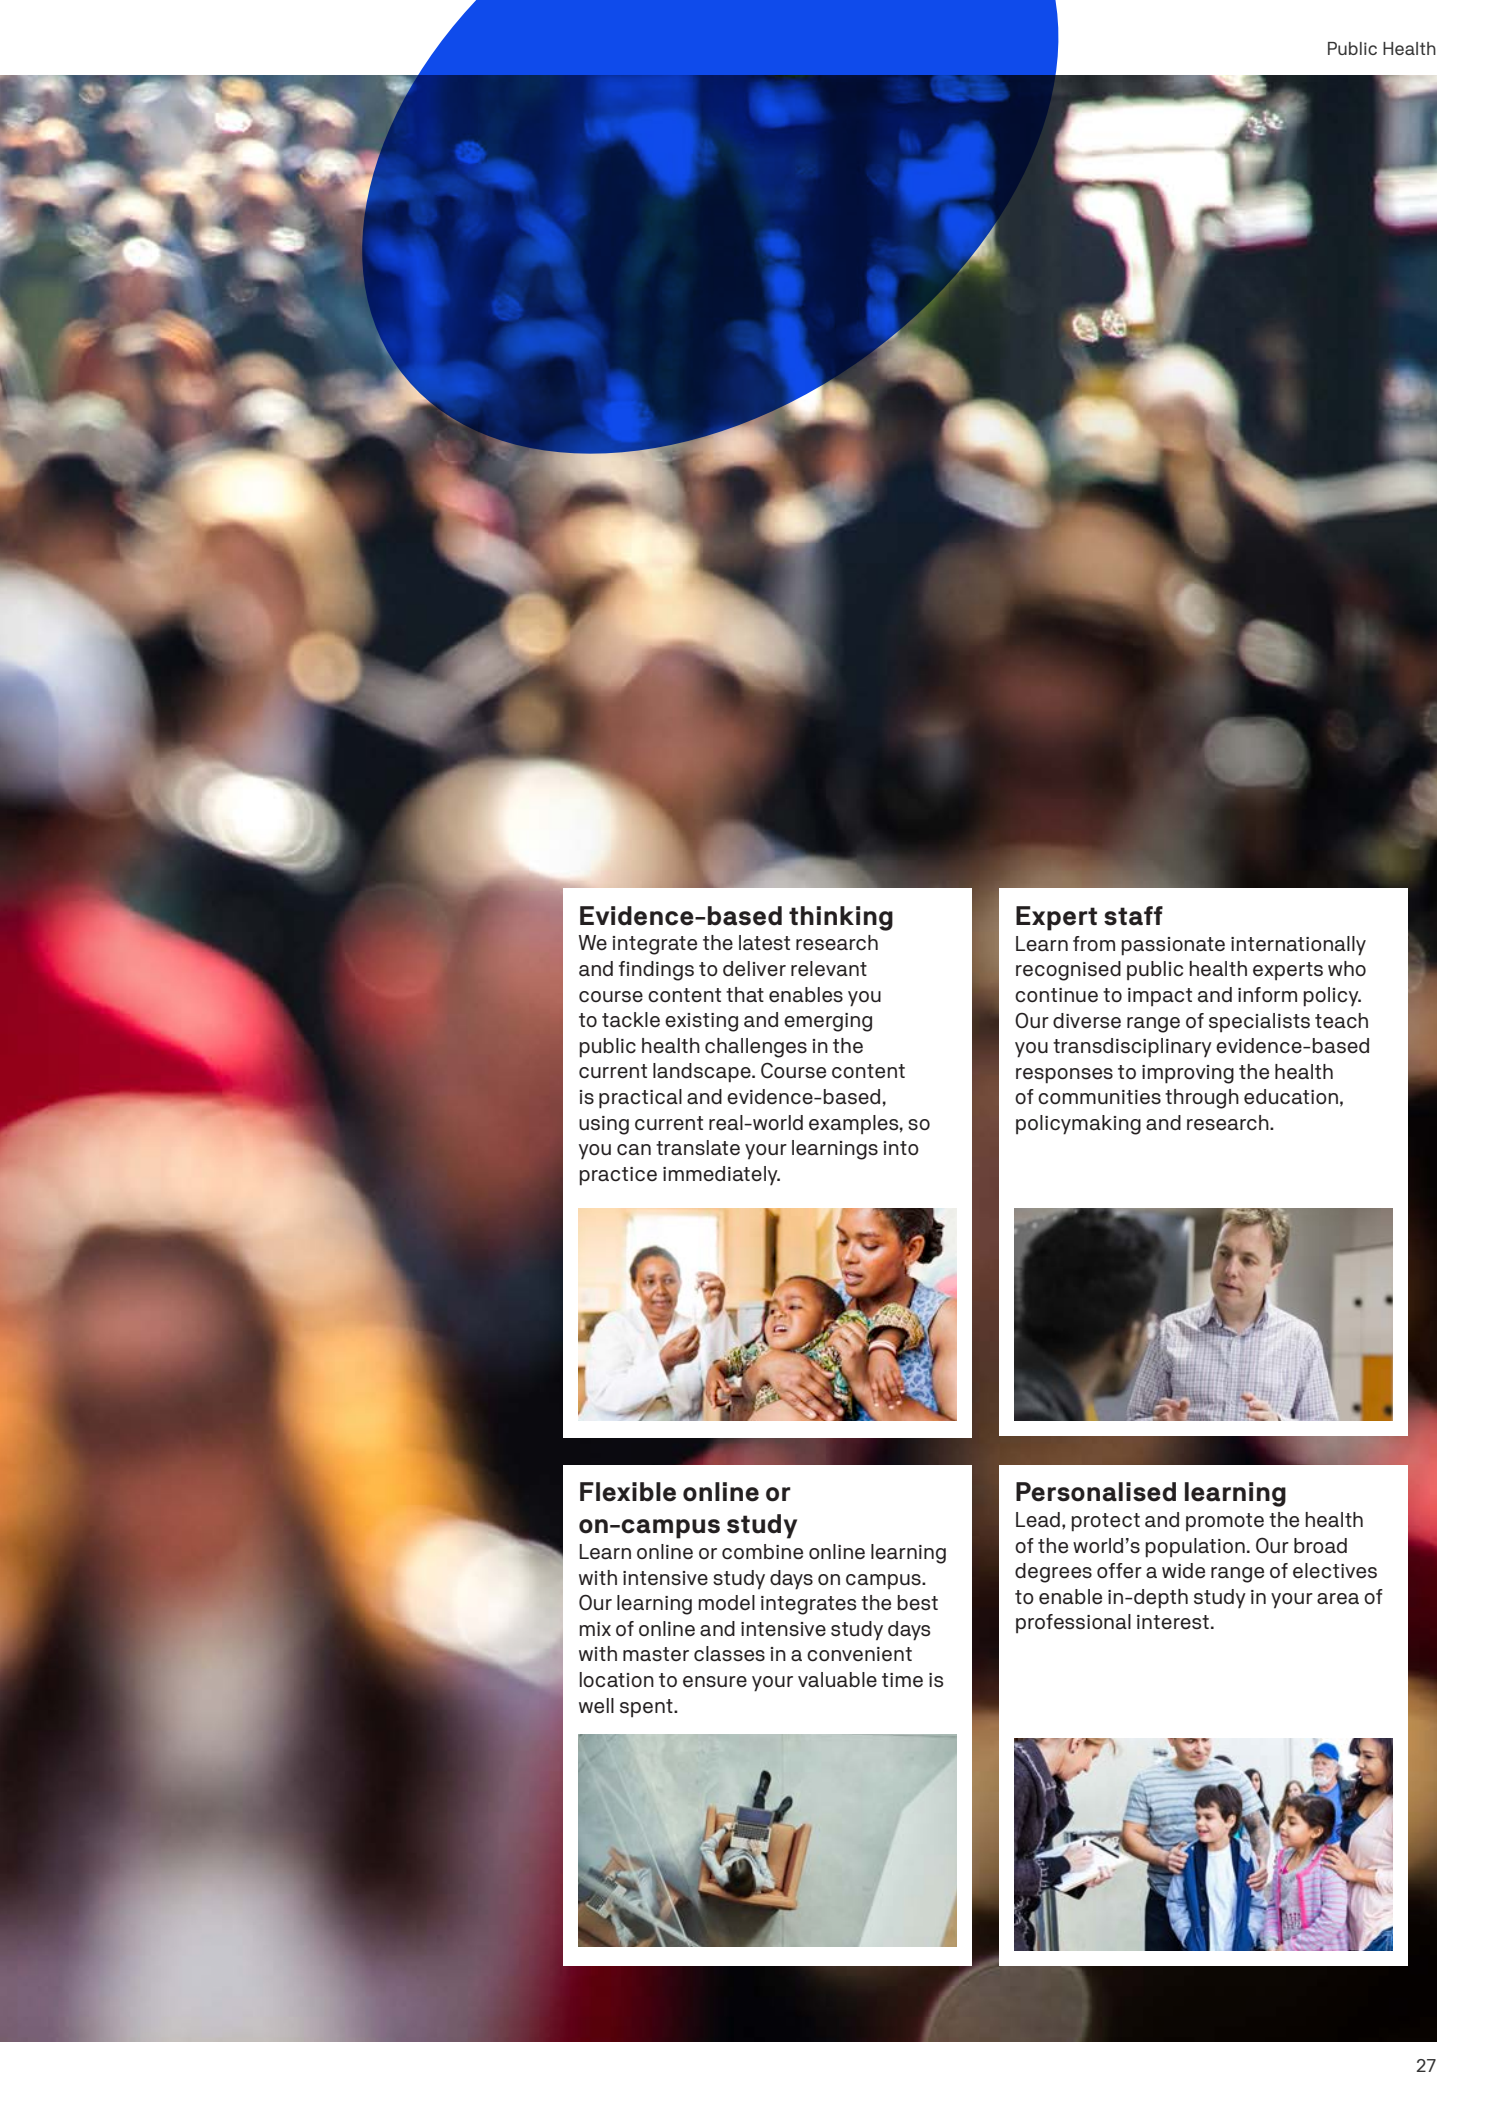 Public Health
Evidence-based thinking
We integrate the latest research
and findings to deliver relevant
course content that enables you
to tackle existing and emerging
public health challenges in the
current landscape. Course content
is practical and evidence-based,
using current real-world examples, so
you can translate your learnings into
practice immediately.
Expert staff
Learn from passionate internationally
recognised public health experts who
continue to impact and inform policy.
Our diverse range of specialists teach
you transdisciplinary evidence-based
responses to improving the health
of communities through education,
policymaking and research.
Flexible online or
on-campus study
Learn online or combine online learning
with intensive study days on campus.
Our learning model integrates the best
mix of online and intensive study days
with master classes in a convenient
location to ensure your valuable time is
well spent.
Personalised learning
Lead, protect and promote the health
of the world's population. Our broad
degrees offer a wide range of electives
to enable in-depth study in your area of
professional interest.
27